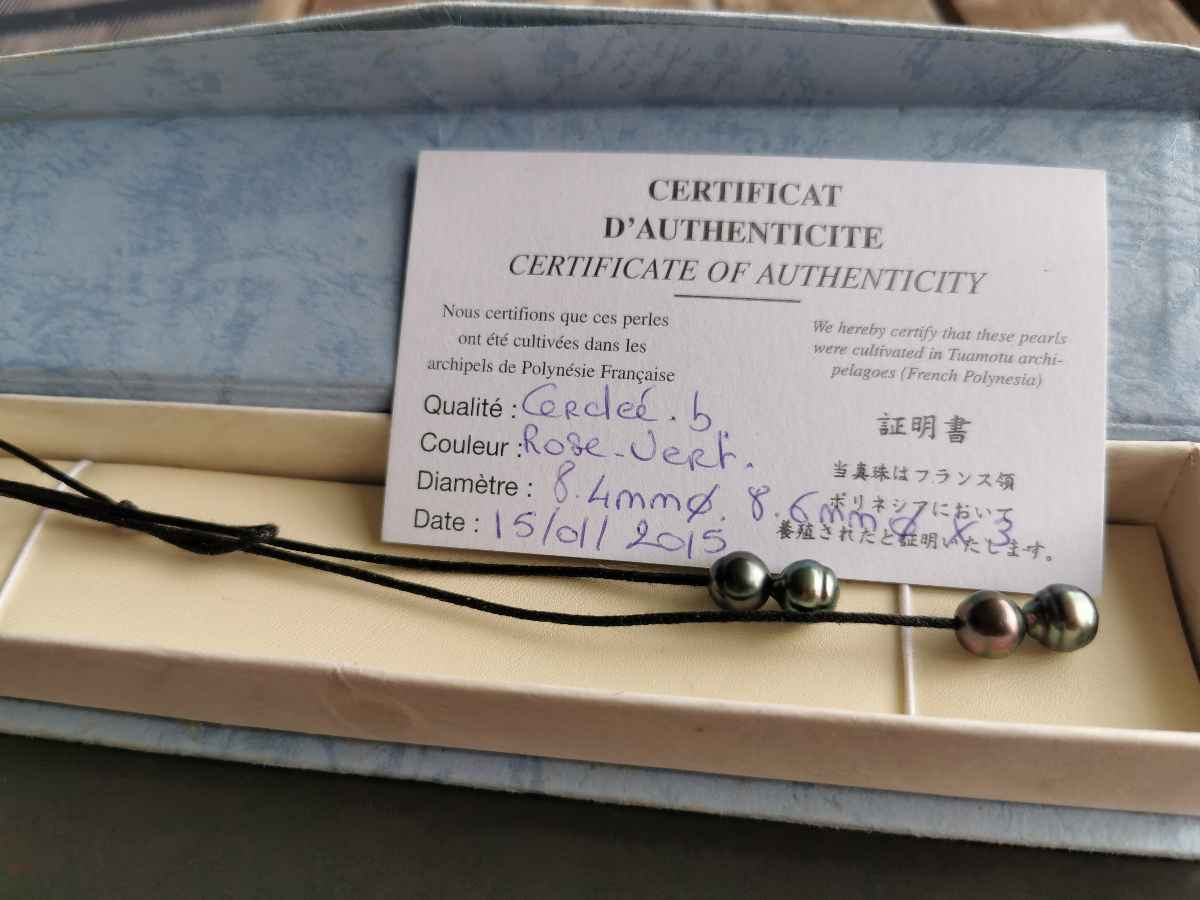 CERTIFICAT
D'AUTHENTICITE
CERTIFICATE OF AUTHENTICITY
Nous certifions que ces perles
ont été cultivées dans les
archipels de Polynésie Française
We hereby certify that these pearls
were cultivated in Tuamotu archi-
pelagoes (French Polynesia)
Qualité : Cercleé. b.
Couleur : Rose-Vert.
Diamètre : 8.4mmø. 8.6mmø x 3
Date : 15/01/2015
証明書
当真珠はフランス領
ポリネシアにおいて
養殖されたと証明いたします。